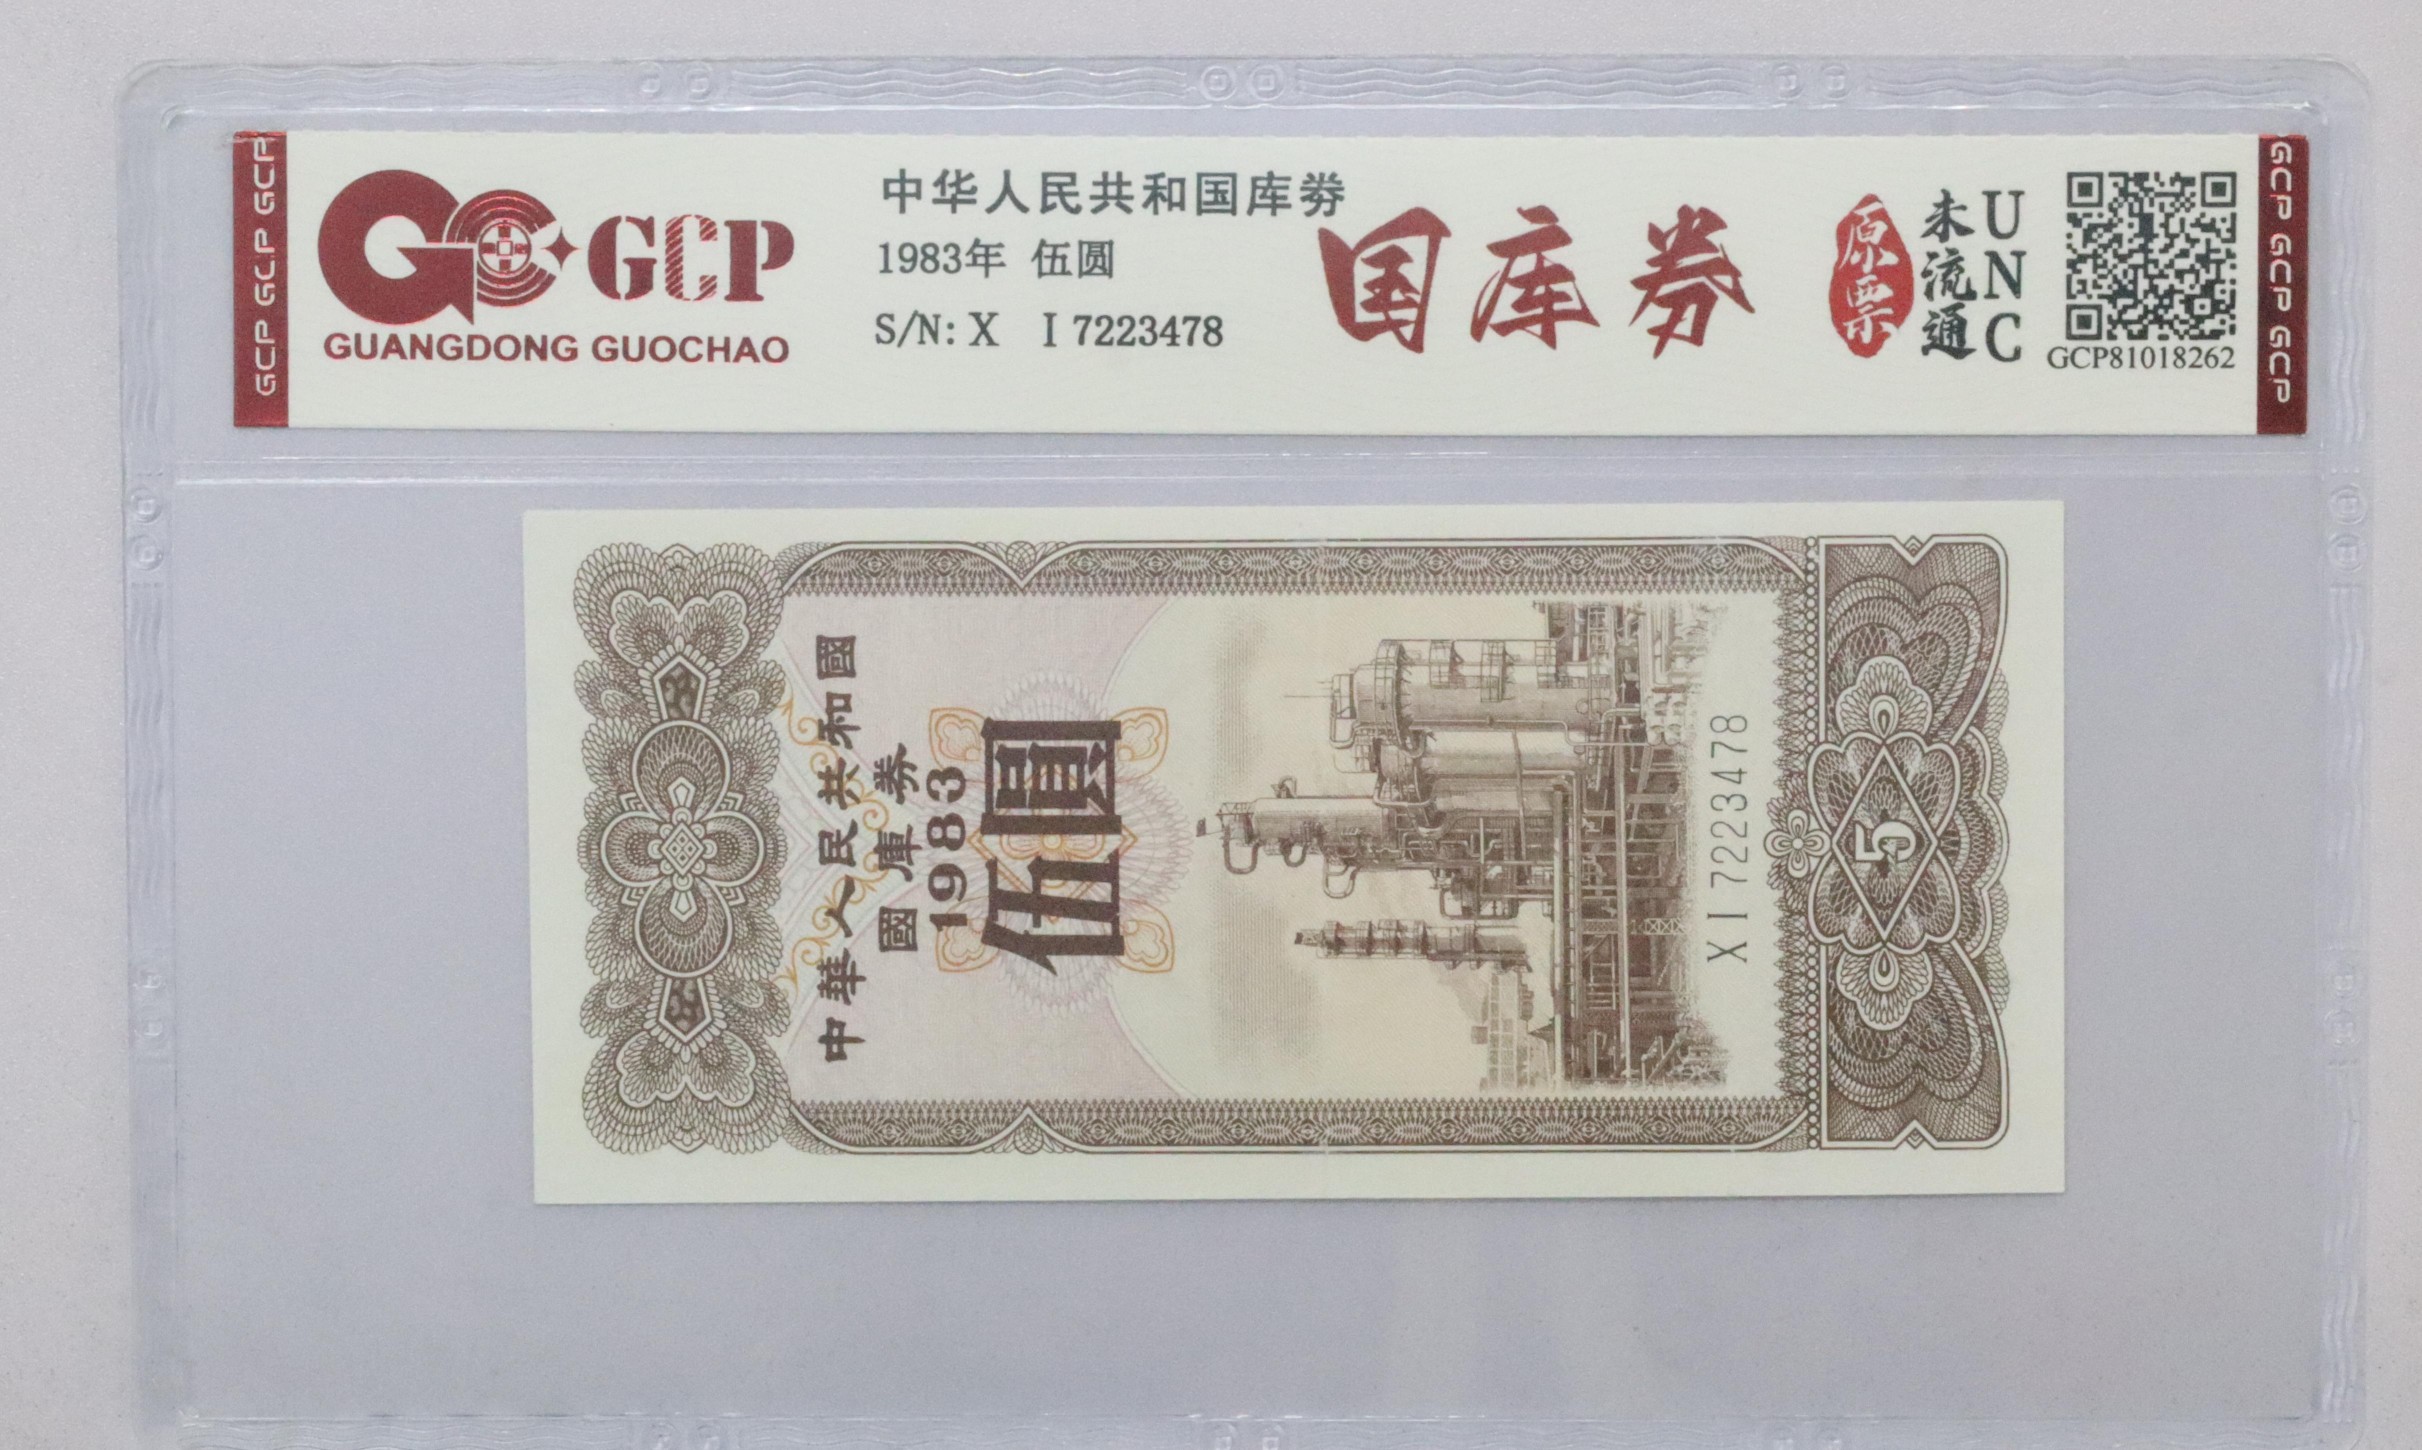 GCP GCP GCP
GCP
GUANGDONG GUOCHAO
中华人民共和国库券
1983年 伍圆
S/N: X I 7223478
国库券
原票
未流通
UNC
GCP81018262
GCP GCP GCP
中華人民共和國
國庫券
1983
伍圓
X I 7223478
5